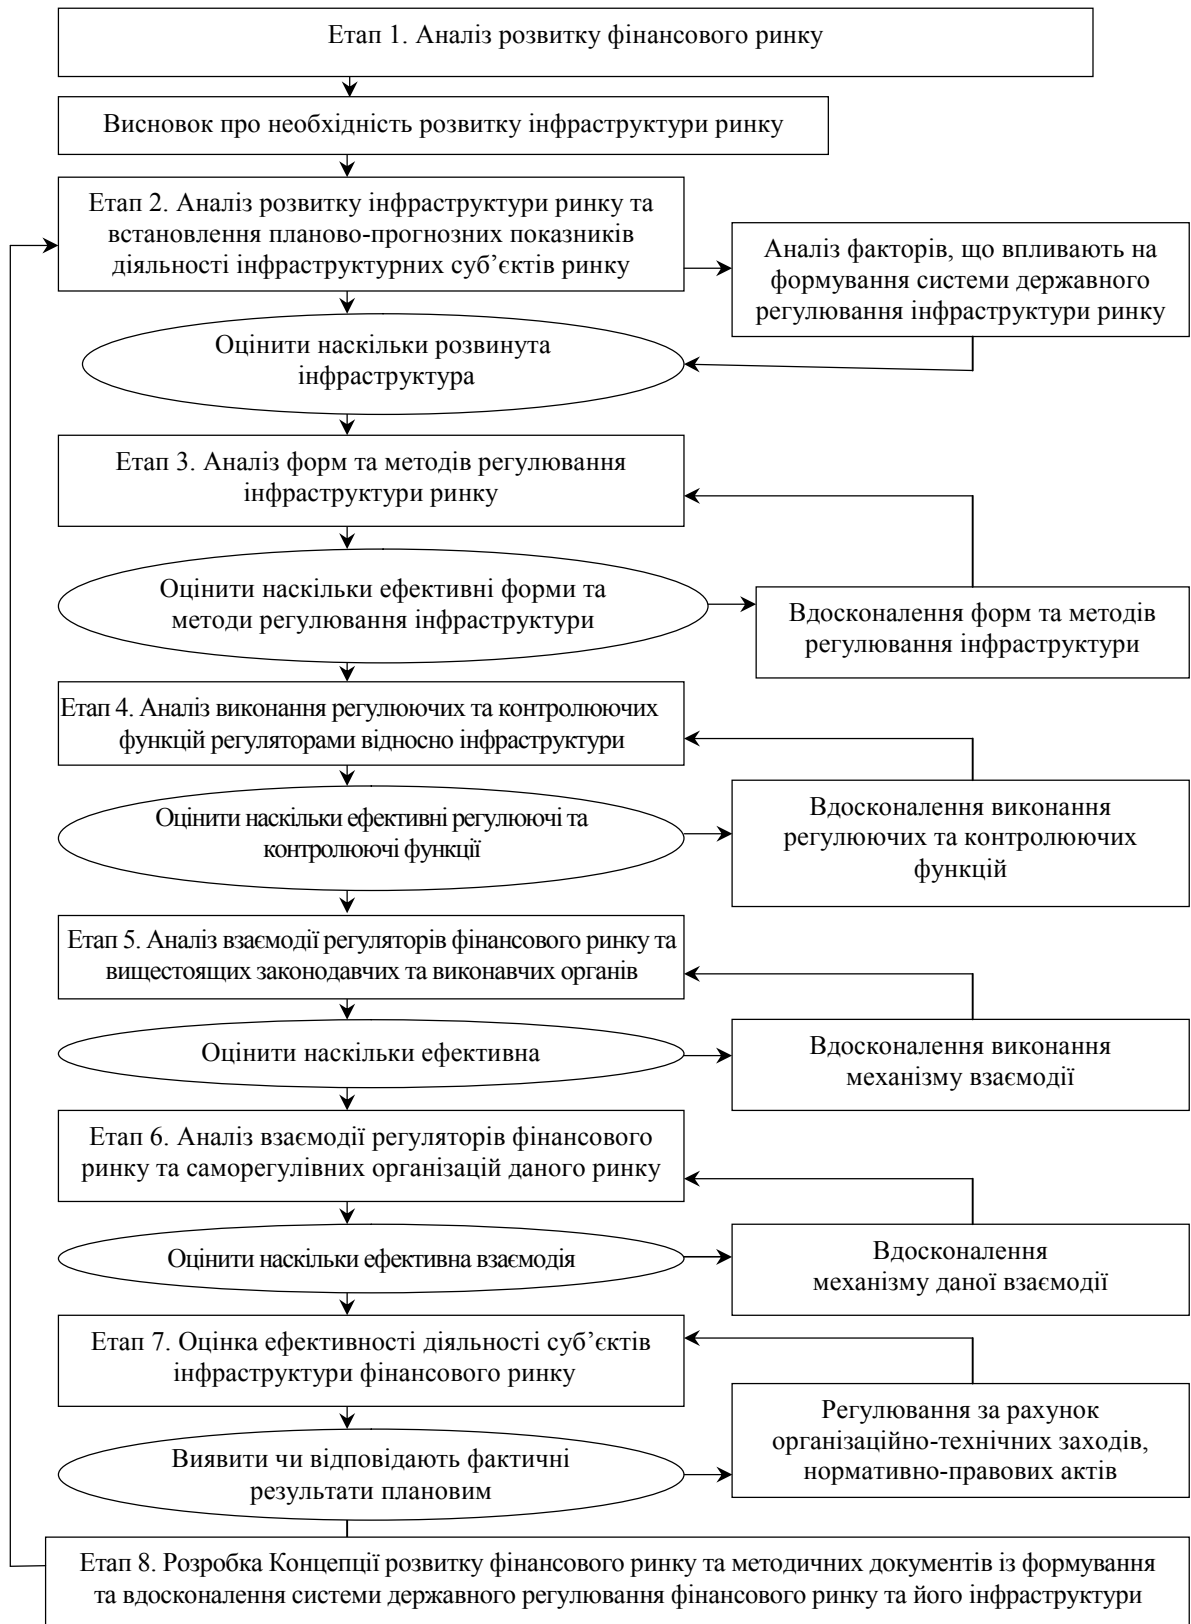 Етап 1. Аналіз розвитку фінансового ринку
Висновок про необхідність розвитку інфраструктури ринку
Етап 2. Аналіз розвитку інфраструктури ринку та
встановлення планово-прогнозних показників
діяльності інфраструктурних суб’єктів ринку
Аналіз факторів, що впливають на
формування системи державного
регулювання інфраструктури ринку
Оцінити наскільки розвинута
інфраструктура
Етап 3. Аналіз форм та методів регулювання
інфраструктури ринку
Оцінити наскільки ефективні форми та
методи регулювання інфраструктури
Вдосконалення форм та методів
регулювання інфраструктури
Етап 4. Аналіз виконання регулюючих та контролюючих
функцій регуляторами відносно інфраструктури
Оцінити наскільки ефективні регулюючі та
контролюючі функції
Вдосконалення виконання
регулюючих та контролюючих
функцій
Етап 5. Аналіз взаємодії регуляторів фінансового ринку та
вищестоящих законодавчих та виконавчих органів
Оцінити наскільки ефективна
Вдосконалення виконання
механізму взаємодії
Етап 6. Аналіз взаємодії регуляторів фінансового
ринку та саморегулівних організацій даного ринку
Оцінити наскільки ефективна взаємодія
Вдосконалення
механізму даної взаємодії
Етап 7. Оцінка ефективності діяльності суб’єктів
інфраструктури фінансового ринку
Регулювання за рахунок
організаційно-технічних заходів,
нормативно-правових актів
Виявити чи відповідають фактичні
результати плановим
Етап 8. Розробка Концепції розвитку фінансового ринку та методичних документів із формування
та вдосконалення системи державного регулювання фінансового ринку та його інфраструктури